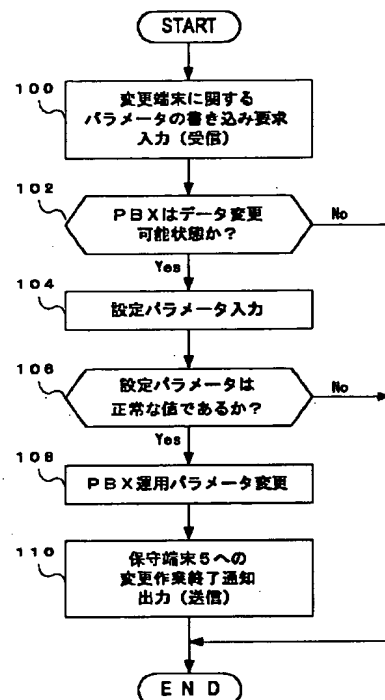 START
100
変更端末に関する
パラメータの書き込み要求
入力（受信）
102
PBXはデータ変更
可能状態か？
No
Yes
104
設定パラメータ入力
106
設定パラメータは
正常な値であるか？
No
Yes
108
PBX運用パラメータ変更
110
保守端末5への
変更作業終了通知
出力（送信）
END